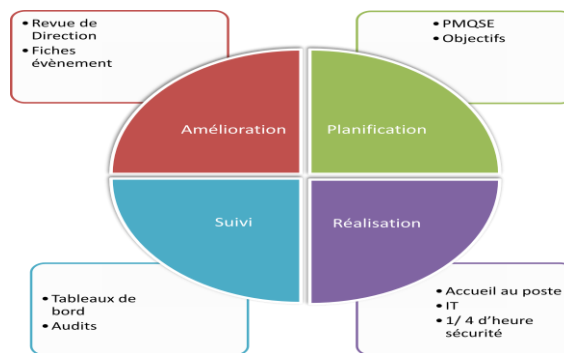 • Revue de
Direction
• Fiches
évènement
• PMQSE
• Objectifs
Amélioration
Planification
Suivi
Réalisation
• Tableaux de
bord
• Audits
• Accueil au poste
• IT
• 1/ 4 d’heure
sécurité